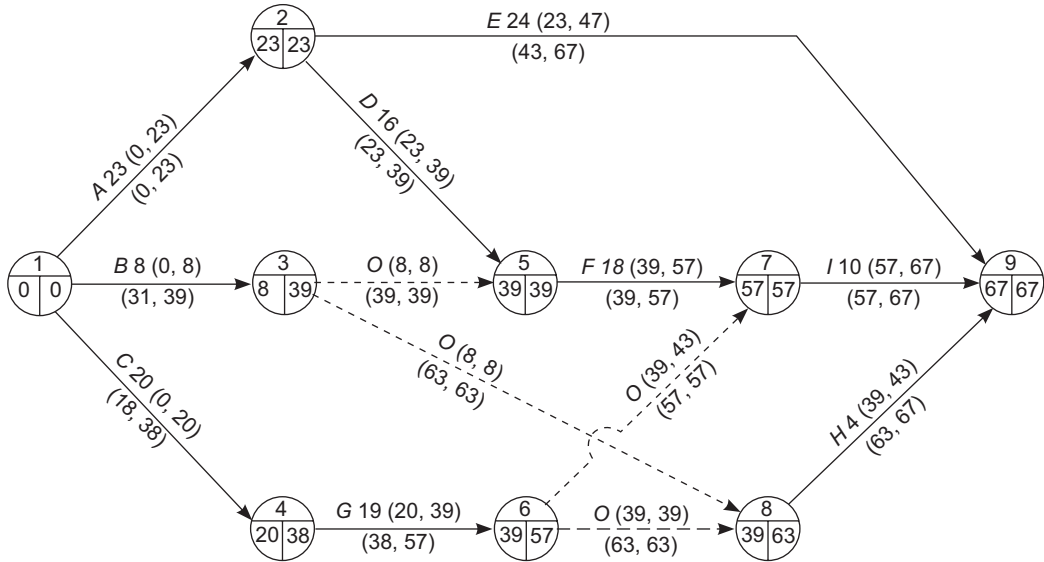 2
23 23
E 24 (23, 47)
(43, 67)
A 23 (0, 23)
(0, 23)
D 16 (23, 39)
(23, 39)
1
0 0
B 8 (0, 8)
(31, 39)
3
8 39
O (8, 8)
(39, 39)
5
39 39
F 18 (39, 57)
(39, 57)
7
57 57
I 10 (57, 67)
(57, 67)
9
67 67
O (8, 8)
(63, 63)
O (39, 43)
(57, 57)
C 20 (0, 20)
(18, 38)
H 4 (39, 43)
(63, 67)
4
20 38
G 19 (20, 39)
(38, 57)
6
39 57
O (39, 39)
(63, 63)
8
39 63